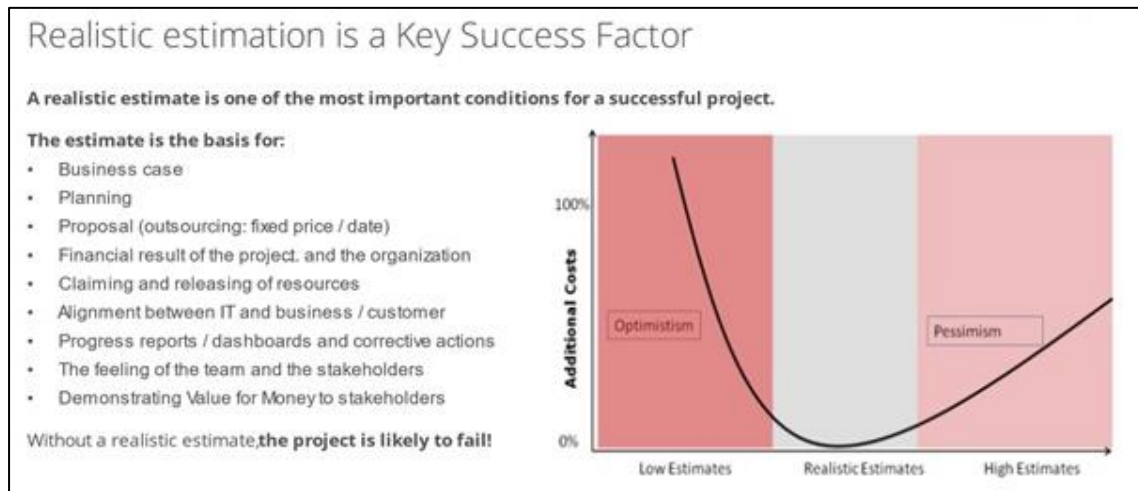 Realistic estimation is a Key Success Factor
A realistic estimate is one of the most important conditions for a successful project.
The estimate is the basis for:
• Business case
• Planning
• Proposal (outsourcing: fixed price / date)
• Financial result of the project. and the organization
• Claiming and releasing of resources
• Alignment between IT and business / customer
• Progress reports / dashboards and corrective actions
• The feeling of the team and the stakeholders
• Demonstrating Value for Money to stakeholders
Without a realistic estimate,the project is likely to fail!
100%
Additional Costs
Optimistism
Pessimism
0%
Low Estimates
Realistic Estimates
High Estimates